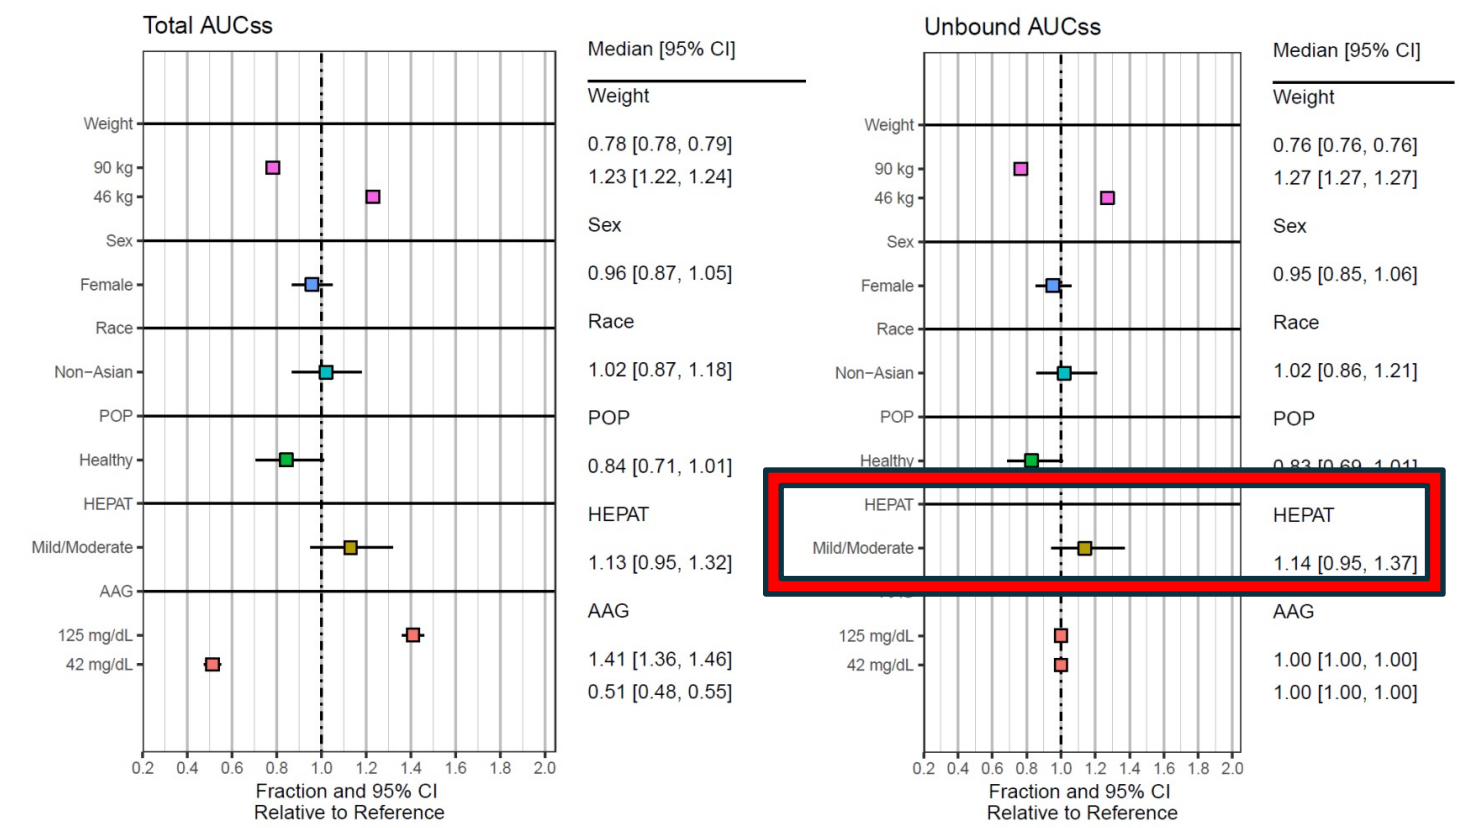 Total AUCss
Median [95% CI]
Weight
Weight
0.78 [0.78, 0.79]
90 kg
1.23 [1.22, 1.24]
46 kg
Sex
Sex
0.96 [0.87, 1.05]
Female
Race
Race
1.02 [0.87, 1.18]
Non−Asian
POP
POP
0.84 [0.71, 1.01]
Healthy
HEPAT
HEPAT
1.13 [0.95, 1.32]
Mild/Moderate
AAG
AAG
125 mg/dL
1.41 [1.36, 1.46]
42 mg/dL
0.51 [0.48, 0.55]
0.2 0.4 0.6 0.8 1.0 1.2 1.4 1.6 1.8 2.0
Fraction and 95% CI
Relative to Reference
Unbound AUCss
Median [95% CI]
Weight
Weight
0.76 [0.76, 0.76]
90 kg
1.27 [1.27, 1.27]
46 kg
Sex
Sex
0.95 [0.85, 1.06]
Female
Race
Race
1.02 [0.86, 1.21]
Non−Asian
POP
POP
0.83 [0.69, 1.01]
Healthy
HEPAT
HEPAT
1.14 [0.95, 1.37]
Mild/Moderate
AAG
125 mg/dL
1.00 [1.00, 1.00]
42 mg/dL
1.00 [1.00, 1.00]
0.2 0.4 0.6 0.8 1.0 1.2 1.4 1.6 1.8 2.0
Fraction and 95% CI
Relative to Reference